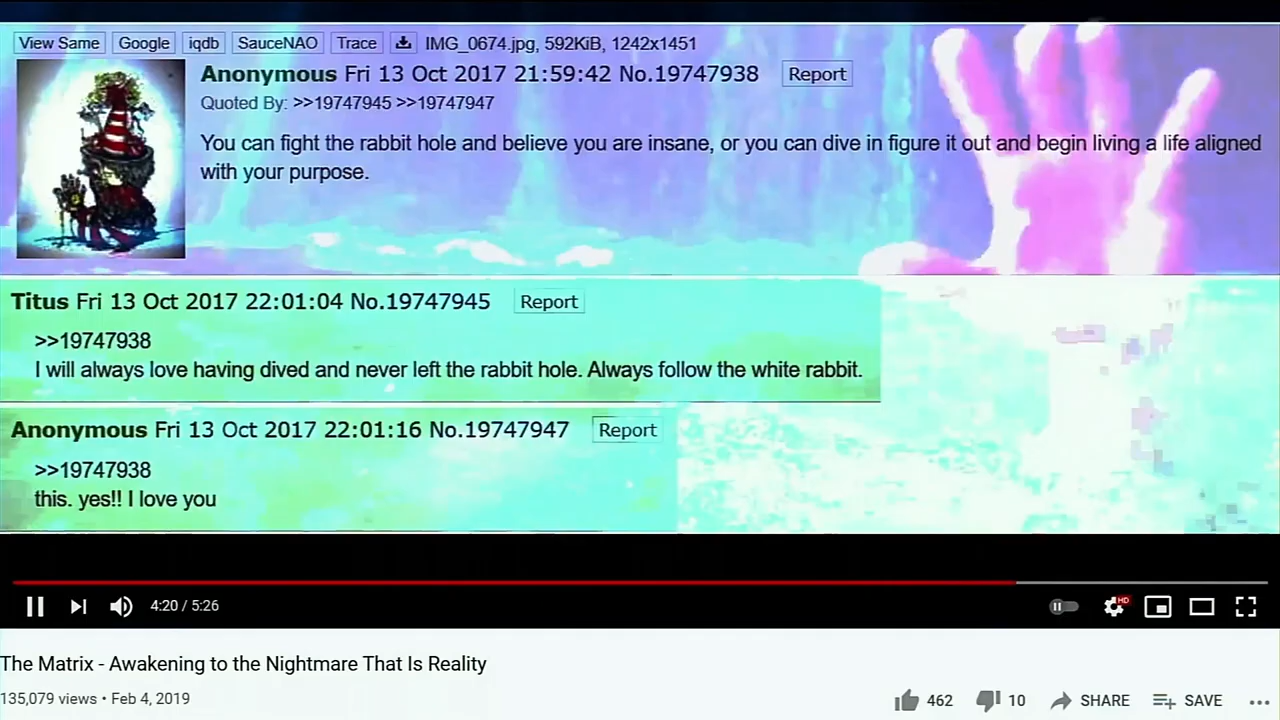 View Same Google iqdb SauceNAO Trace IMG_0674.jpg, 592KiB, 1242x1451
Anonymous Fri 13 Oct 2017 21:59:42 No.19747938 Report
Quoted By: >>19747945 >>19747947
You can fight the rabbit hole and believe you are insane, or you can dive in figure it out and begin living a life aligned
with your purpose.
Titus Fri 13 Oct 2017 22:01:04 No.19747945 Report
>>19747938
I will always love having dived and never left the rabbit hole. Always follow the white rabbit.
Anonymous Fri 13 Oct 2017 22:01:16 No.19747947 Report
>>19747938
this. yes!! I love you
4:20 / 5:26 HD
The Matrix - Awakening to the Nightmare That Is Reality
135,079 views • Feb 4, 2019 462 10 SHARE SAVE